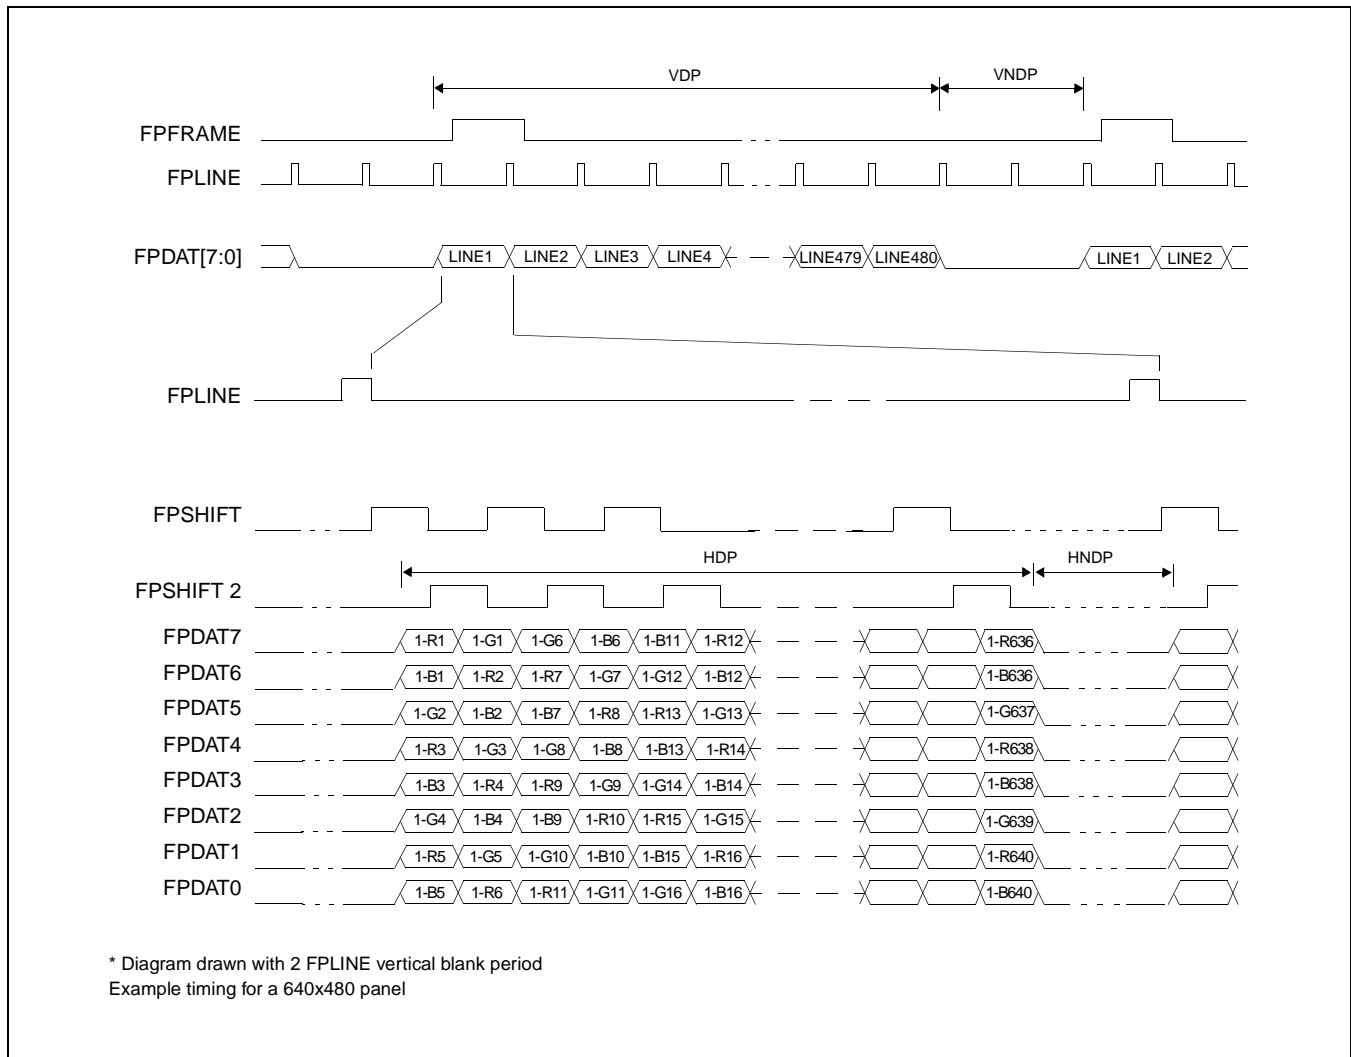 VDP VNDP
FPFRAME
FPLINE
FPDAT[7:0] LINE1 LINE2 LINE3 LINE4 LINE479 LINE480 LINE1 LINE2
FPLINE
FPSHIFT
HDP HNDP
FPSHIFT 2
FPDAT7 1-R1 1-G1 1-G6 1-B6 1-B11 1-R12 1-R636
FPDAT6 1-B1 1-R2 1-R7 1-G7 1-G12 1-B12 1-B636
FPDAT5 1-G2 1-B2 1-B7 1-R8 1-R13 1-G13 1-G637
FPDAT4 1-R3 1-G3 1-G8 1-B8 1-B13 1-R14 1-R638
FPDAT3 1-B3 1-R4 1-R9 1-G9 1-G14 1-B14 1-B638
FPDAT2 1-G4 1-B4 1-B9 1-R10 1-R15 1-G15 1-G639
FPDAT1 1-R5 1-G5 1-G10 1-B10 1-B15 1-R16 1-R640
FPDAT0 1-B5 1-R6 1-R11 1-G11 1-G16 1-B16 1-B640
* Diagram drawn with 2 FPLINE vertical blank period
Example timing for a 640x480 panel